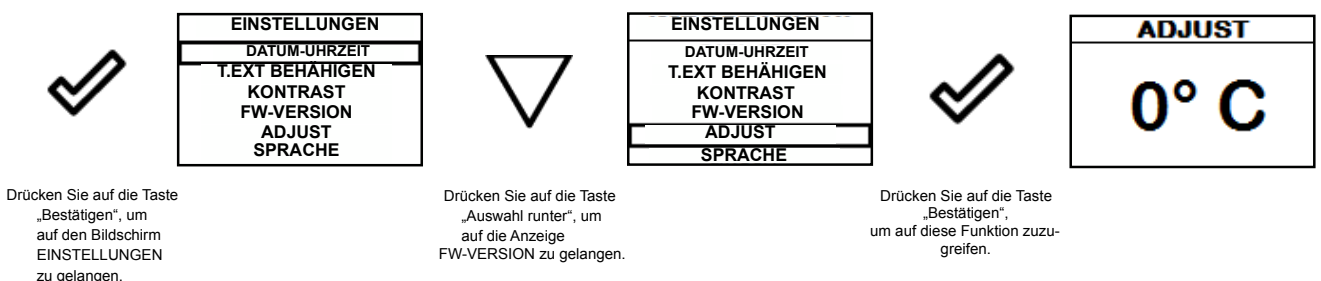 EINSTELLUNGEN
DATUM-UHRZEIT
T.EXT BEHÄHIGEN
KONTRAST
FW-VERSION
ADJUST
SPRACHE
EINSTELLUNGEN
DATUM-UHRZEIT
T.EXT BEHÄHIGEN
KONTRAST
FW-VERSION
ADJUST
SPRACHE
ADJUST
0° C
Drücken Sie auf die Taste
„Bestätigen“, um
auf den Bildschirm
EINSTELLUNGEN
zu gelangen.
Drücken Sie auf die Taste
„Auswahl runter“, um
auf die Anzeige
FW-VERSION zu gelangen.
Drücken Sie auf die Taste
„Bestätigen“,
um auf diese Funktion zuzu-
greifen.